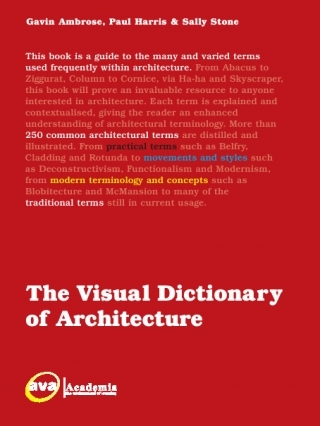 Gavin Ambrose, Paul Harris & Sally Stone
This book is a guide to the many and varied terms
used frequently within architecture. From Abacus to
Ziggurat, Column to Cornice, via Ha-ha and Skyscraper,
this book will prove an invaluable resource to anyone
interested in architecture. Each term is explained and
contextualised, giving the reader an enhanced
understanding of architectural terminology. More than
250 common architectural terms are distilled and
illustrated. From practical terms such as Belfry,
Cladding and Rotunda to movements and styles such
as Deconstructivism, Functionalism and Modernism,
from modern terminology and concepts such as
Blobitecture and McMansion to many of the
traditional terms still in current usage.
The Visual Dictionary
of Architecture
ava
Academia